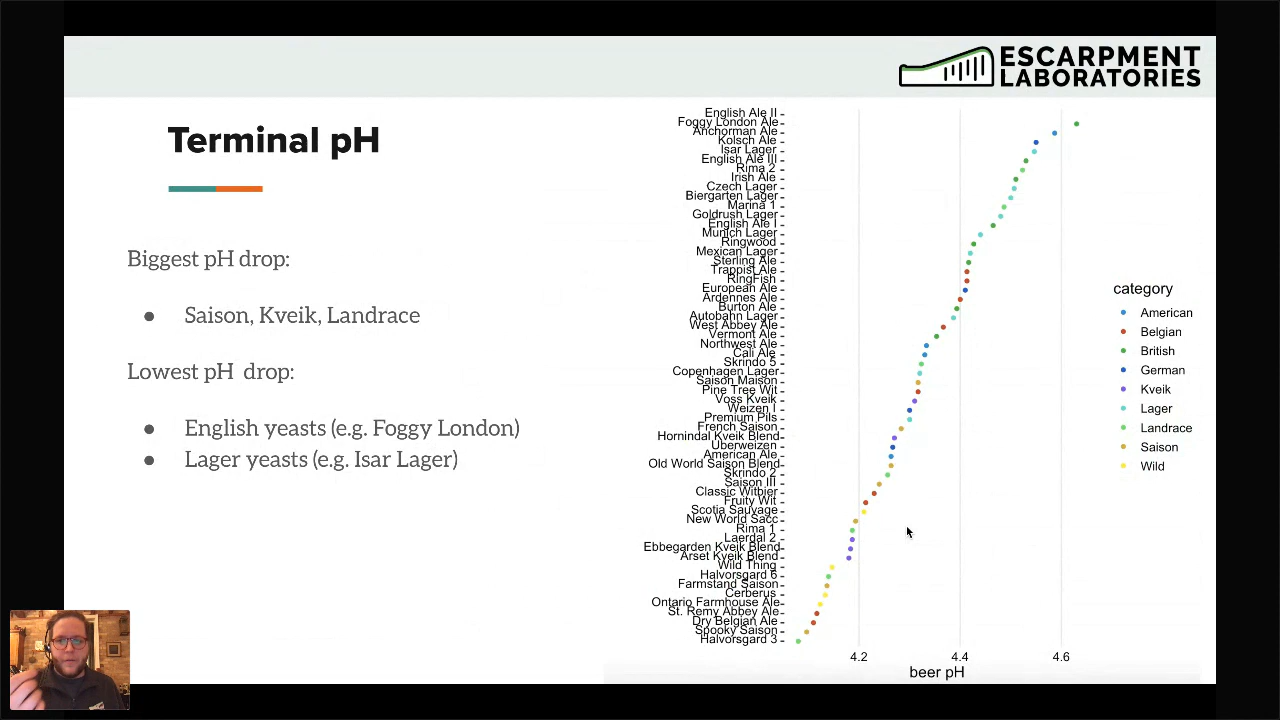 ESCARPMENT
LABORATORIES
Terminal pH
Biggest pH drop:
● Saison, Kveik, Landrace
Lowest pH drop:
● English yeasts (e.g. Foggy London)
● Lager yeasts (e.g. Isar Lager)
English Ale II
Foggy London Ale
Anchorman Ale
Kolsch Ale
Isar Lager
English Ale III
Rima 2
Irish Ale
Czech Lager
Biergarten Lager
Marina 1
Goldrush Lager
English Ale I
Munich Lager
Ringwood
Mexican Lager
Sterling Ale
Trappist Ale
RingFish
European Ale
Ardennes Ale
Burton Ale
Autobahn Lager
West Abbey Ale
Vermont Ale
Northwest Ale
Cali Ale
Skrindo 5
Copenhagen Lager
Saison Maison
Pine Tree Wit
Voss Kveik
Weizen I
Premium Pils
French Saison
Hornindal Kveik Blend
Uberweizen
American Ale
Old World Saison Blend
Skrindo 2
Saison III
Classic Witbier
Fruity Wit
Scotia Sauvage
New World Sacc
Rima 1
Laerdal 2
Ebbegarden Kveik Blend
Arset Kveik Blend
Wild Thing
Halvorsgard 6
Farmstand Saison
Cerberus
Ontario Farmhouse Ale
St. Remy Abbey Ale
Dry Belgian Ale
Spooky Saison
Halvorsgard 3
4.2 4.4 4.6
beer pH
category
American
Belgian
British
German
Kveik
Lager
Landrace
Saison
Wild